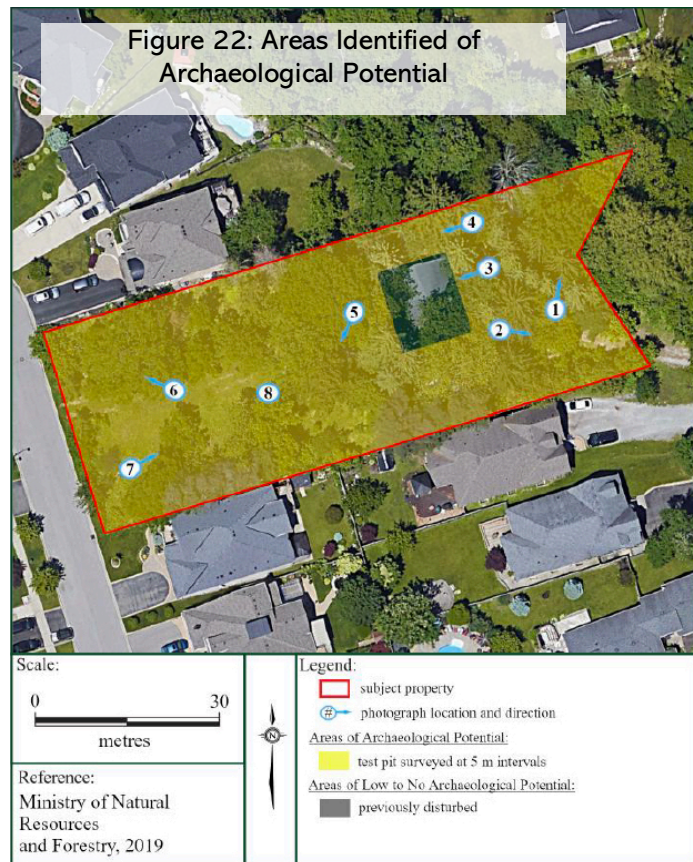 Figure 22: Areas Identified of
Archaeological Potential
4
3
5
1
2
6
8
7
Scale:
0 30
metres
Reference:
Ministry of Natural
Resources
and Forestry, 2019
N
Legend:
subject property
# photograph location and direction
Areas of Archaeological Potential:
test pit surveyed at 5 m intervals
Areas of Low to No Archaeological Potential:
previously disturbed